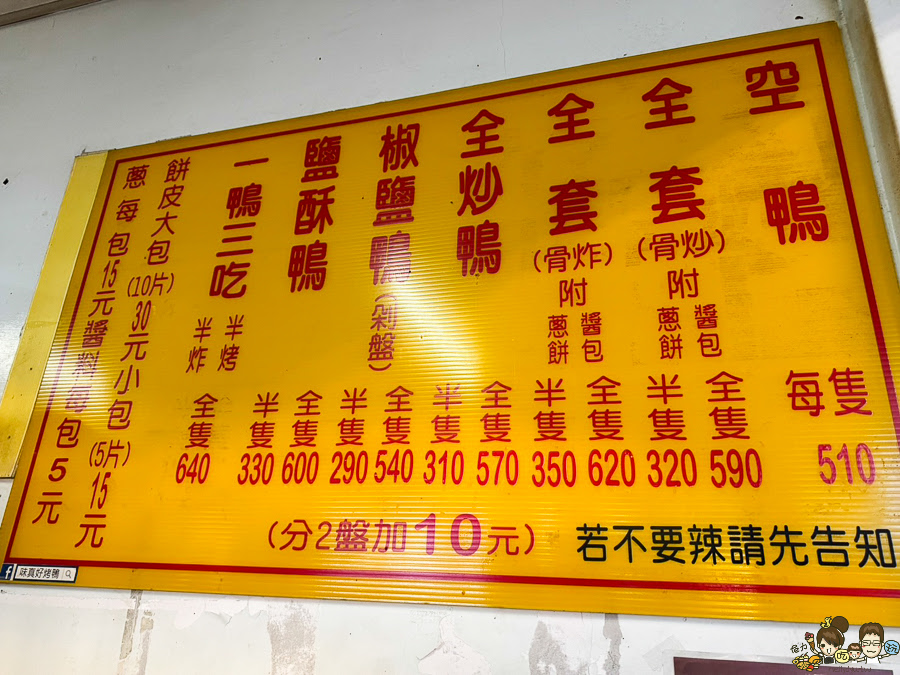 空鴨
每隻
510
全套
(骨炒)
附
醬包
蔥餅
全隻
590
半隻
320
全套
(骨炸)
附
醬包
蔥餅
全隻
620
半隻
350
全炒鴨
全隻
570
半隻
310
椒鹽鴨(剁盤)
全隻
540
半隻
290
鹽酥鴨
全隻
600
半隻
330
一鴨三吃
半烤
半炸
全隻
640
餅皮大包(10片)30元小包(5片)15元
蔥每包15元醬料每包5元
(分2盤加10元)
若不要辣請先告知
f 味真好烤鴨